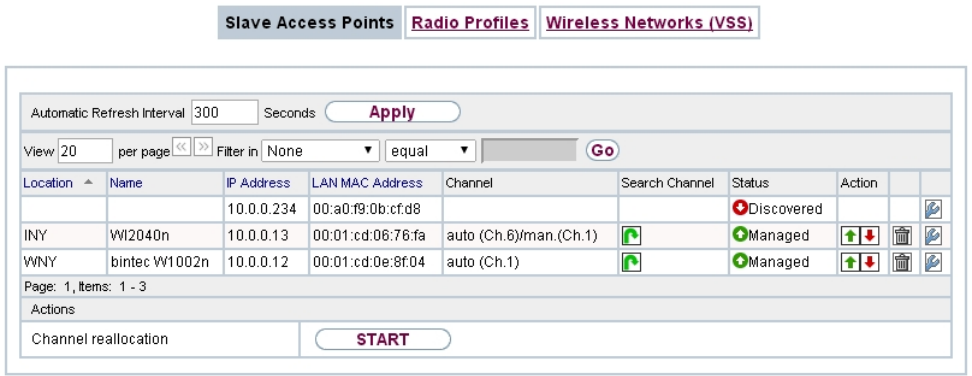 Slave Access Points Radio Profiles Wireless Networks (VSS)
Automatic Refresh Interval 300 Seconds Apply
View 20 per page << >> Filter in None equal Go
Location Name IP Address LAN MAC Address Channel Search Channel Status Action
10.0.0.234 00:a0:f9:0b:cf:d8 Discovered
INY WI2040n 10.0.0.13 00:01:cd:06:76:fa auto (Ch.6)/man.(Ch.1) Managed
WNY bintec W1002n 10.0.0.12 00:01:cd:0e:8f:04 auto (Ch.1) Managed
Page: 1, Items: 1 - 3
Actions
Channel reallocation START